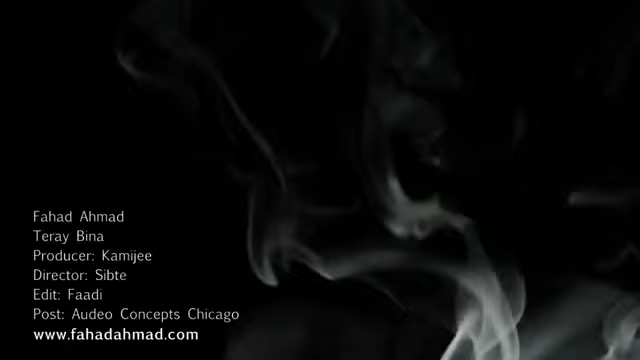 Fahad Ahmad
Teray Bina
Producer: Kamijee
Director: Sibte
Edit: Faadi
Post: Audeo Concepts Chicago
www.fahadahmad.com